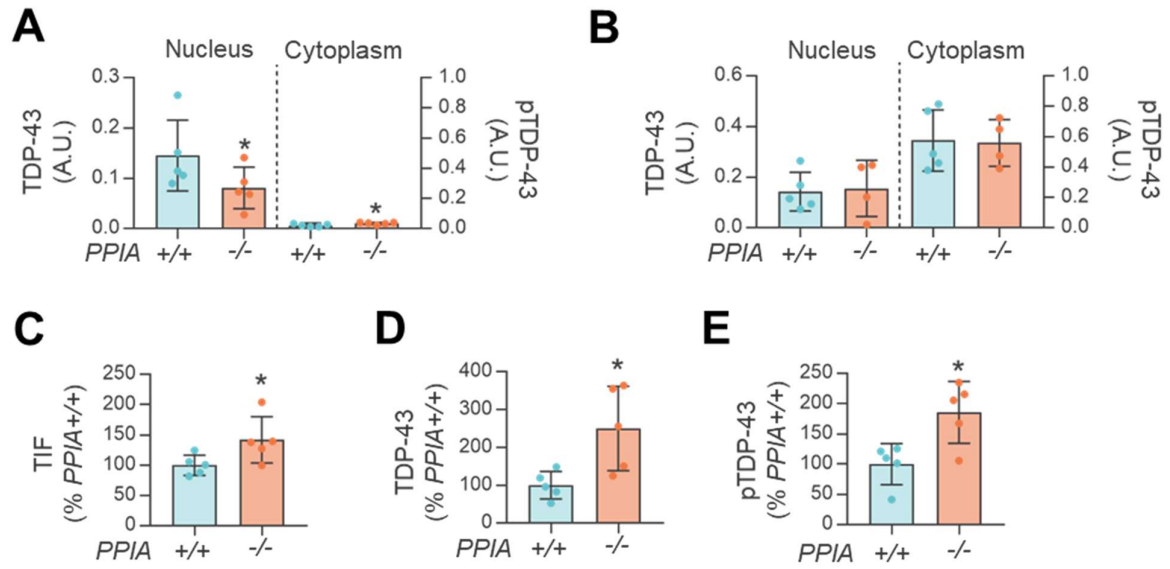 A
Nucleus Cytoplasm
TDP-43
(A.U.)
0.3
0.2
0.1
0.0
*
*
1.0
0.8
0.6
0.4
0.2
0.0
pTDP-43
(A.U.)
PPIA +/+ -/- +/+ -/-
B
Nucleus Cytoplasm
TDP-43
(A.U.)
0.6
0.4
0.2
0.0
1.0
0.8
0.6
0.4
0.2
0.0
pTDP-43
(A.U.)
PPIA +/+ -/- +/+ -/-
C
TIF
(% PPIA+/+)
250
200
150
100
50
0
*
PPIA +/+ -/-
D
TDP-43
(% PPIA+/+)
400
300
200
100
0
*
PPIA +/+ -/-
E
pTDP-43
(% PPIA+/+)
250
200
150
100
50
0
*
PPIA +/+ -/-